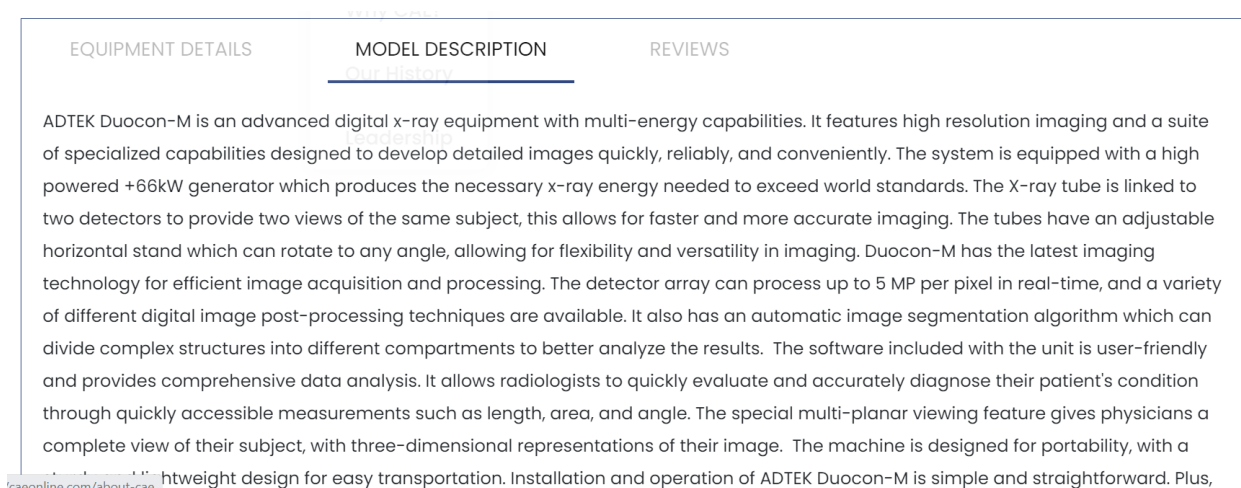 Why CAE?
EQUIPMENT DETAILS MODEL DESCRIPTION REVIEWS
Our History
ADTEK Duocon-M is an advanced digital x-ray equipment with multi-energy capabilities. It features high resolution imaging and a suite
Leadership
of specialized capabilities designed to develop detailed images quickly, reliably, and conveniently. The system is equipped with a high
powered +66kW generator which produces the necessary x-ray energy needed to exceed world standards. The X-ray tube is linked to
two detectors to provide two views of the same subject, this allows for faster and more accurate imaging. The tubes have an adjustable
horizontal stand which can rotate to any angle, allowing for flexibility and versatility in imaging. Duocon-M has the latest imaging
technology for efficient image acquisition and processing. The detector array can process up to 5 MP per pixel in real-time, and a variety
of different digital image post-processing techniques are available. It also has an automatic image segmentation algorithm which can
divide complex structures into different compartments to better analyze the results. The software included with the unit is user-friendly
and provides comprehensive data analysis. It allows radiologists to quickly evaluate and accurately diagnose their patient's condition
through quickly accessible measurements such as length, area, and angle. The special multi-planar viewing feature gives physicians a
complete view of their subject, with three-dimensional representations of their image. The machine is designed for portability, with a
design for easy transportation. Installation and operation of ADTEK Duocon-M is simple and straightforward. Plus,
/caeonline.com/about-cae